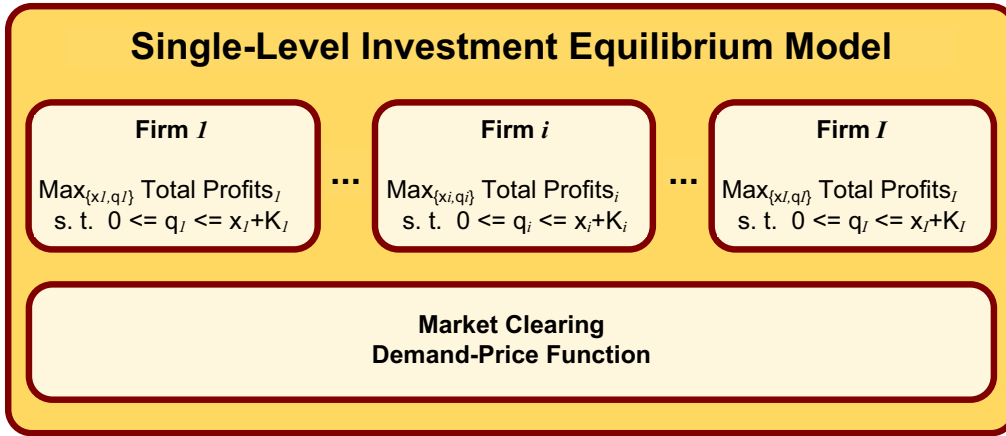 Single-Level Investment Equilibrium Model
Firm 1
Max{x1,q1} Total Profits1
s. t. 0 <= q1 <= x1+K1
...
Firm i
Max{xi,qi} Total Profitsi
s. t. 0 <= qi <= xi+Ki
...
Firm I
Max{xI,qI} Total ProfitsI
s. t. 0 <= qI <= xI+KI
Market Clearing
Demand-Price Function